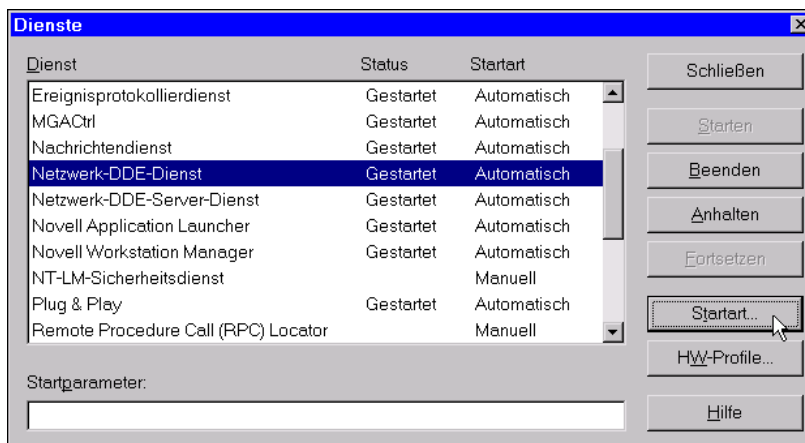 Dienste
Dienst Status Startart
Ereignisprotokollierdienst Gestartet Automatisch
MGACtrl Gestartet Automatisch
Nachrichtendienst Gestartet Automatisch
Netzwerk-DDE-Dienst Gestartet Automatisch
Netzwerk-DDE-Server-Dienst Gestartet Automatisch
Novell Application Launcher Gestartet Automatisch
Novell Workstation Manager Gestartet Automatisch
NT-LM-Sicherheitsdienst Manuell
Plug & Play Gestartet Automatisch
Remote Procedure Call (RPC) Locator Manuell
Startparameter:
Schließen
Starten
Beenden
Anhalten
Fortsetzen
Startart...
HW-Profile...
Hilfe